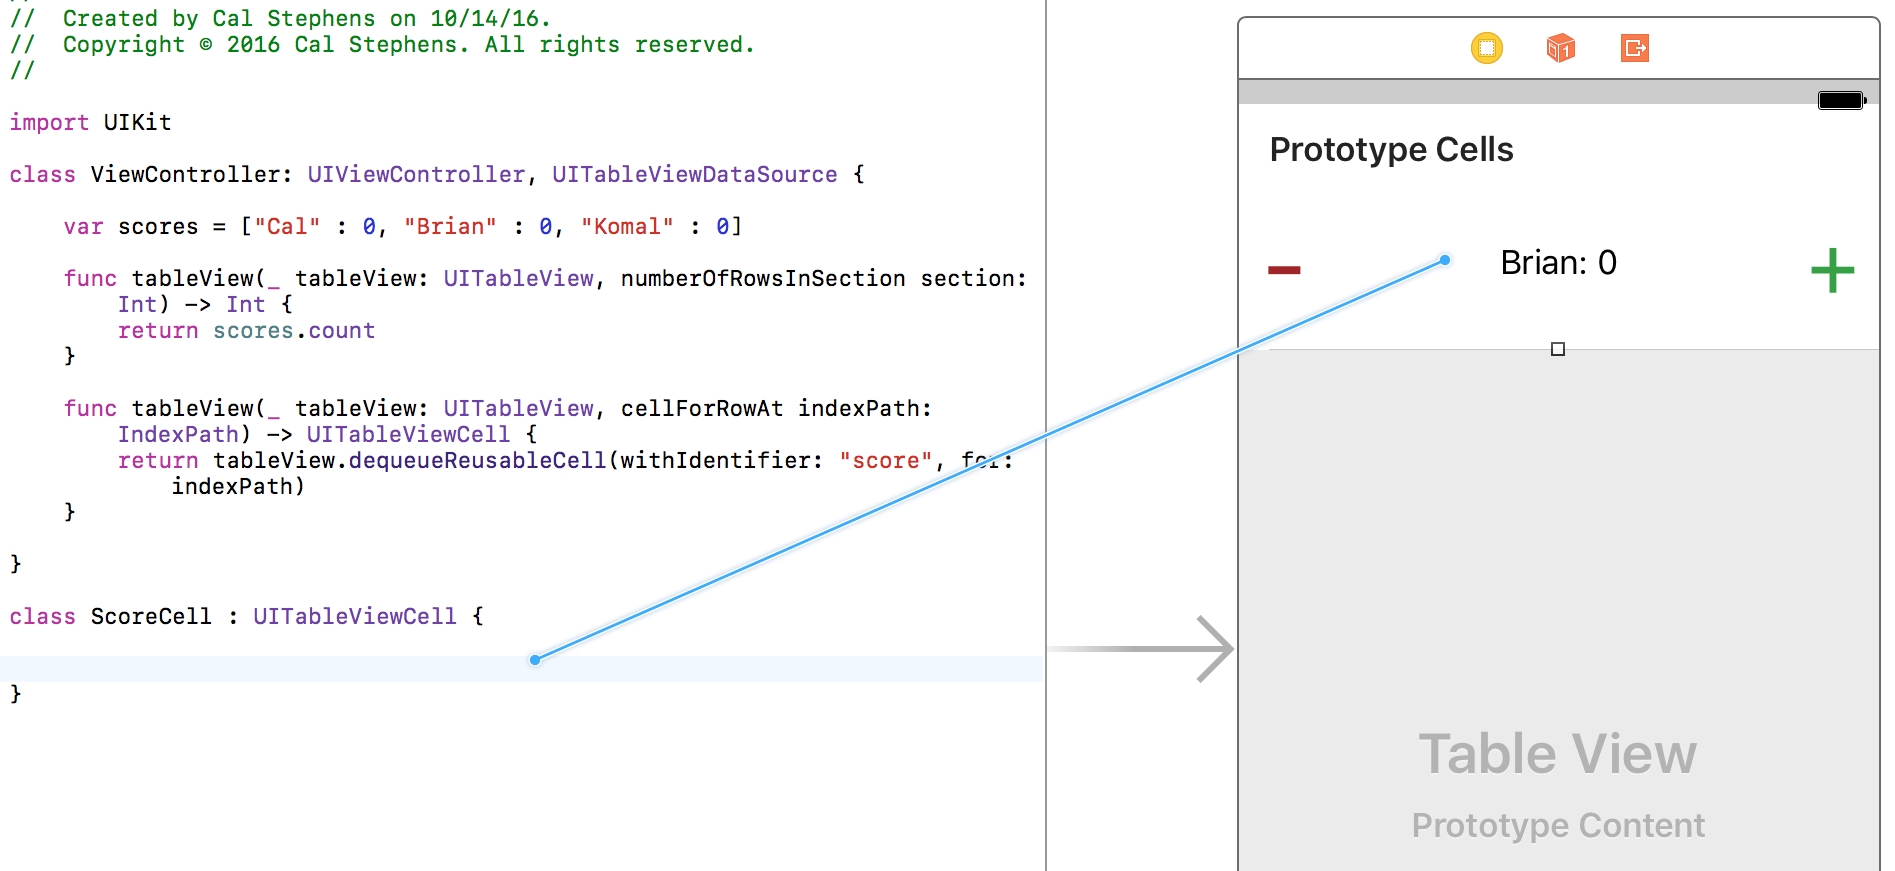 //
//  Created by Cal Stephens on 10/14/16.
//  Copyright © 2016 Cal Stephens. All rights reserved.
//
import UIKit
class ViewController: UIViewController, UITableViewDataSource {
var scores = ["Cal" : 0, "Brian" : 0, "Komal" : 0]
func tableView(_ tableView: UITableView, numberOfRowsInSection section:
Int) -> Int {
return scores.count
}
func tableView(_ tableView: UITableView, cellForRowAt indexPath:
IndexPath) -> UITableViewCell {
return tableView.dequeueReusableCell(withIdentifier: "score", for:
indexPath)
}
}
class ScoreCell : UITableViewCell {
}
1
Prototype Cells
Brian: 0
Table View
Prototype Content